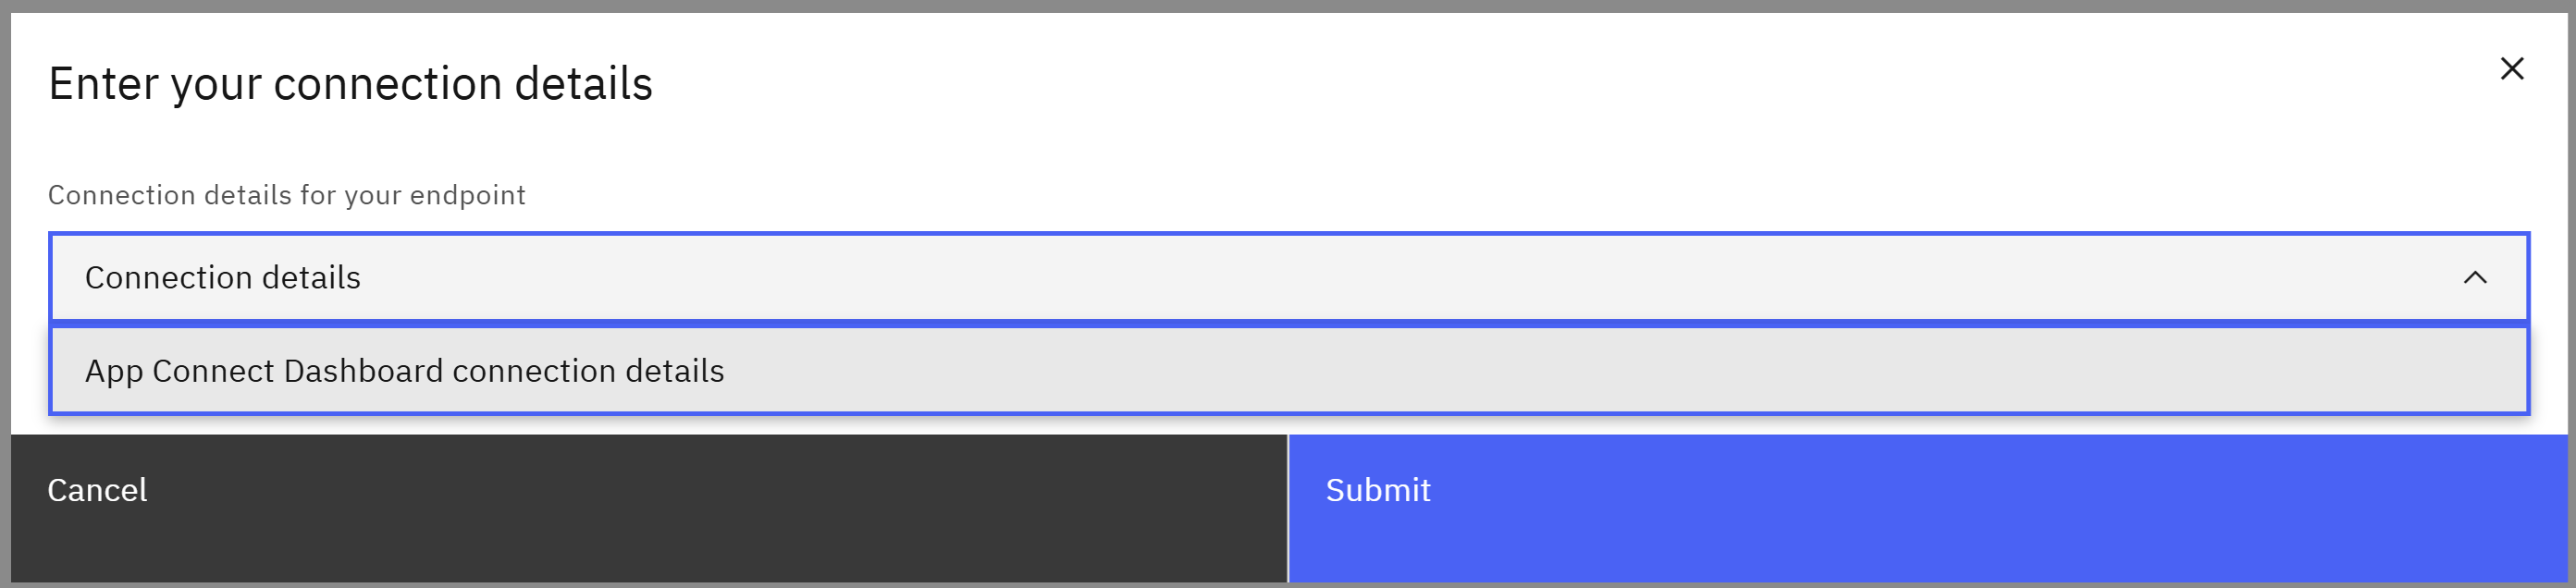 Enter your connection details
Connection details for your endpoint
Connection details
App Connect Dashboard connection details
Cancel
Submit